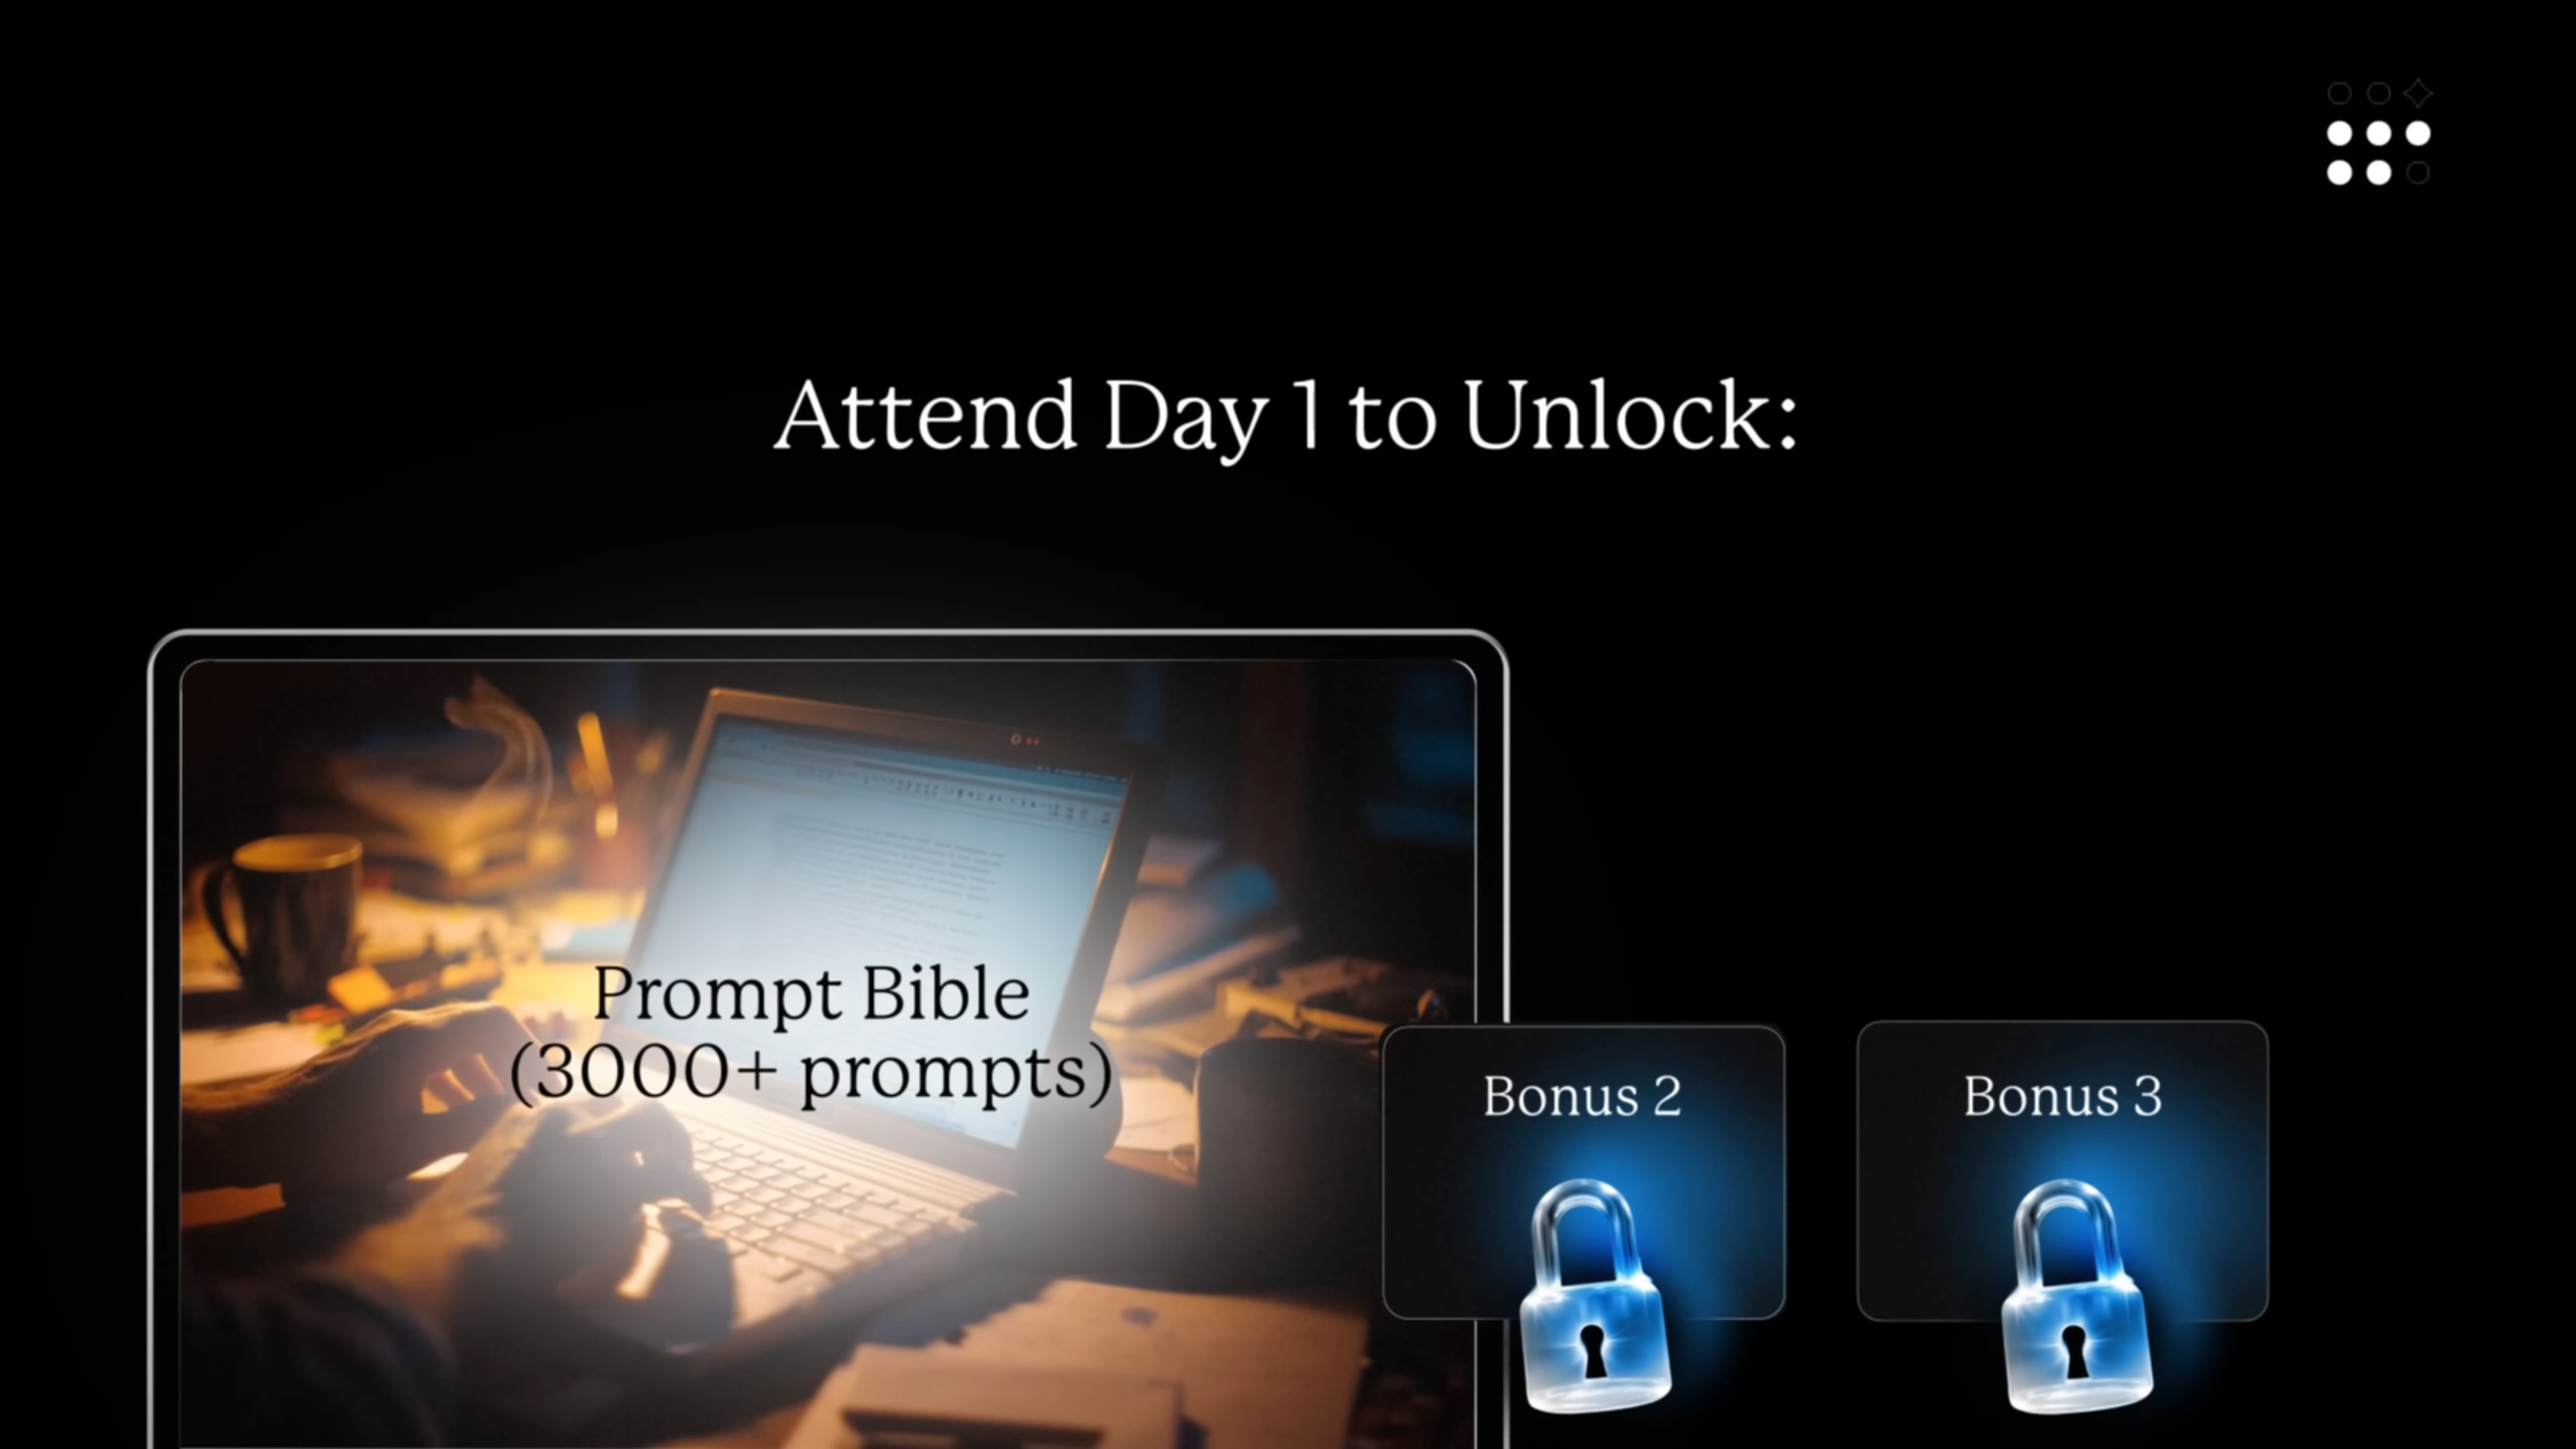 Attend Day 1 to Unlock:
Prompt Bible
(3000+ prompts)
Bonus 2
Bonus 3